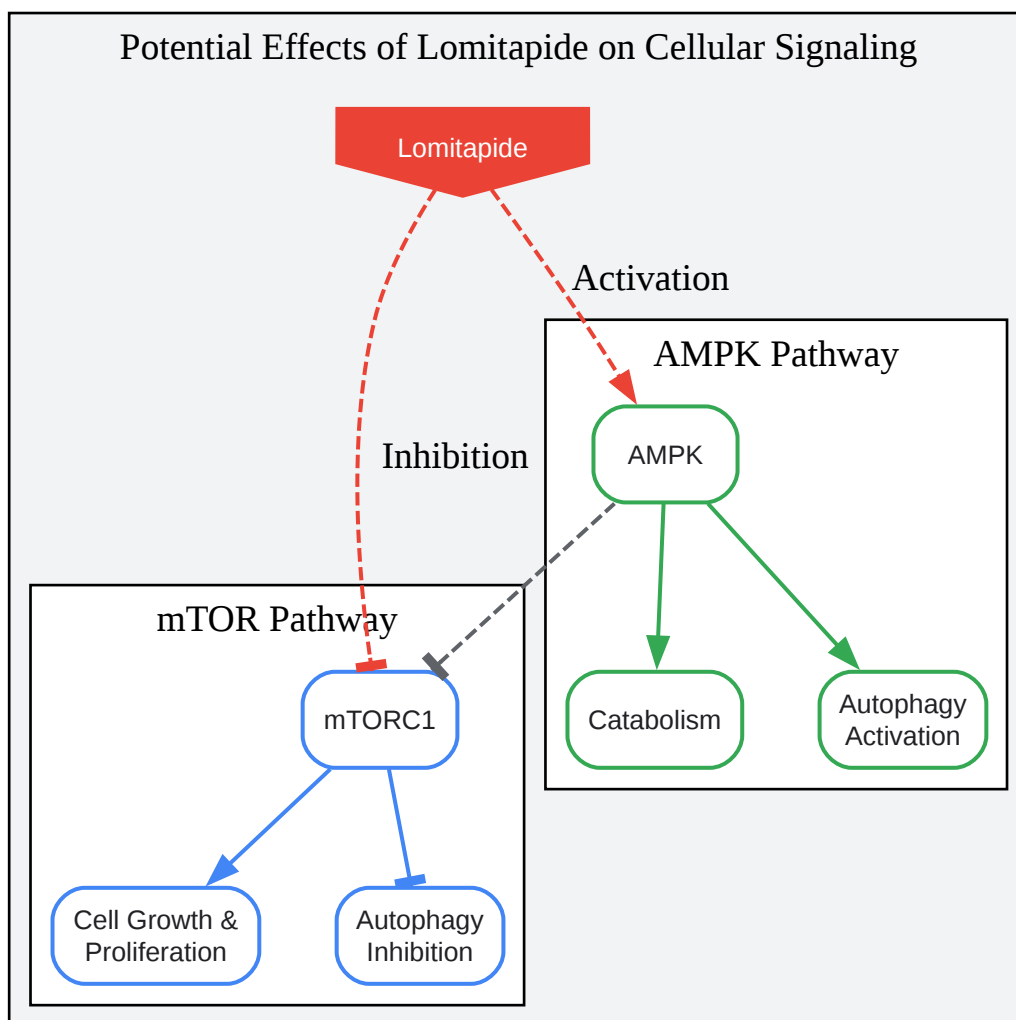 Potential Effects of Lomitapide on Cellular Signaling
Lomitapide
Activation
AMPK Pathway
AMPK
Inhibition
mTOR Pathway
mTORC1
Catabolism
Autophagy
Activation
Cell Growth &
Proliferation
Autophagy
Inhibition